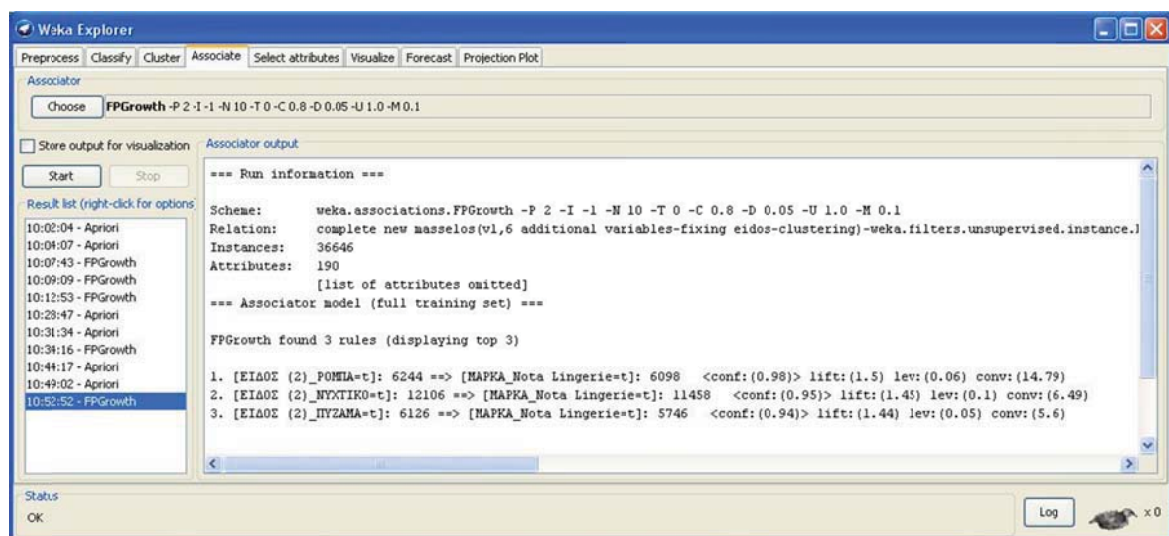 Weka Explorer
Preprocess Classify Cluster Associate Select attributes Visualize Forecast Projection Plot
Associator
Choose FPGrowth -P 2 -I -1 -N 10 -T 0 -C 0.8 -D 0.05 -U 1.0 -M 0.1
Store output for visualization
Start Stop
Result list (right-click for options)
10:02:04 - Apriori
10:04:07 - Apriori
10:07:43 - FPGrowth
10:09:09 - FPGrowth
10:12:53 - FPGrowth
10:28:47 - Apriori
10:31:34 - Apriori
10:34:16 - FPGrowth
10:44:17 - Apriori
10:49:02 - Apriori
10:52:52 - FPGrowth
Associator output
=== Run information ===
Scheme: weka.associations.FPGrowth -P 2 -I -1 -N 10 -T 0 -C 0.8 -D 0.05 -U 1.0 -M 0.1
Relation: complete new masselos(v1,6 additional variables-fixing eidos-clustering)-weka.filters.unsupervised.instance.
Instances: 36646
Attributes: 190
[list of attributes omitted]
=== Associator model (full training set) ===
FPGrowth found 3 rules (displaying top 3)
1. [ΕΙΔΟΣ (2)_ΡΟΜΠΑ=t]: 6244 ==> [ΜΑΡΚΑ_Nota Lingerie=t]: 6098 <conf:(0.98)> lift:(1.5) lev:(0.06) conv:(14.79)
2. [ΕΙΔΟΣ (2)_ΝΥΧΤΙΚΟ=t]: 12106 ==> [ΜΑΡΚΑ_Nota Lingerie=t]: 11458 <conf:(0.95)> lift:(1.45) lev:(0.1) conv:(6.49)
3. [ΕΙΔΟΣ (2)_ΠΥΖΑΜΑ=t]: 6126 ==> [ΜΑΡΚΑ_Nota Lingerie=t]: 5746 <conf:(0.94)> lift:(1.44) lev:(0.05) conv:(5.6)
Status
OK
Log
x 0